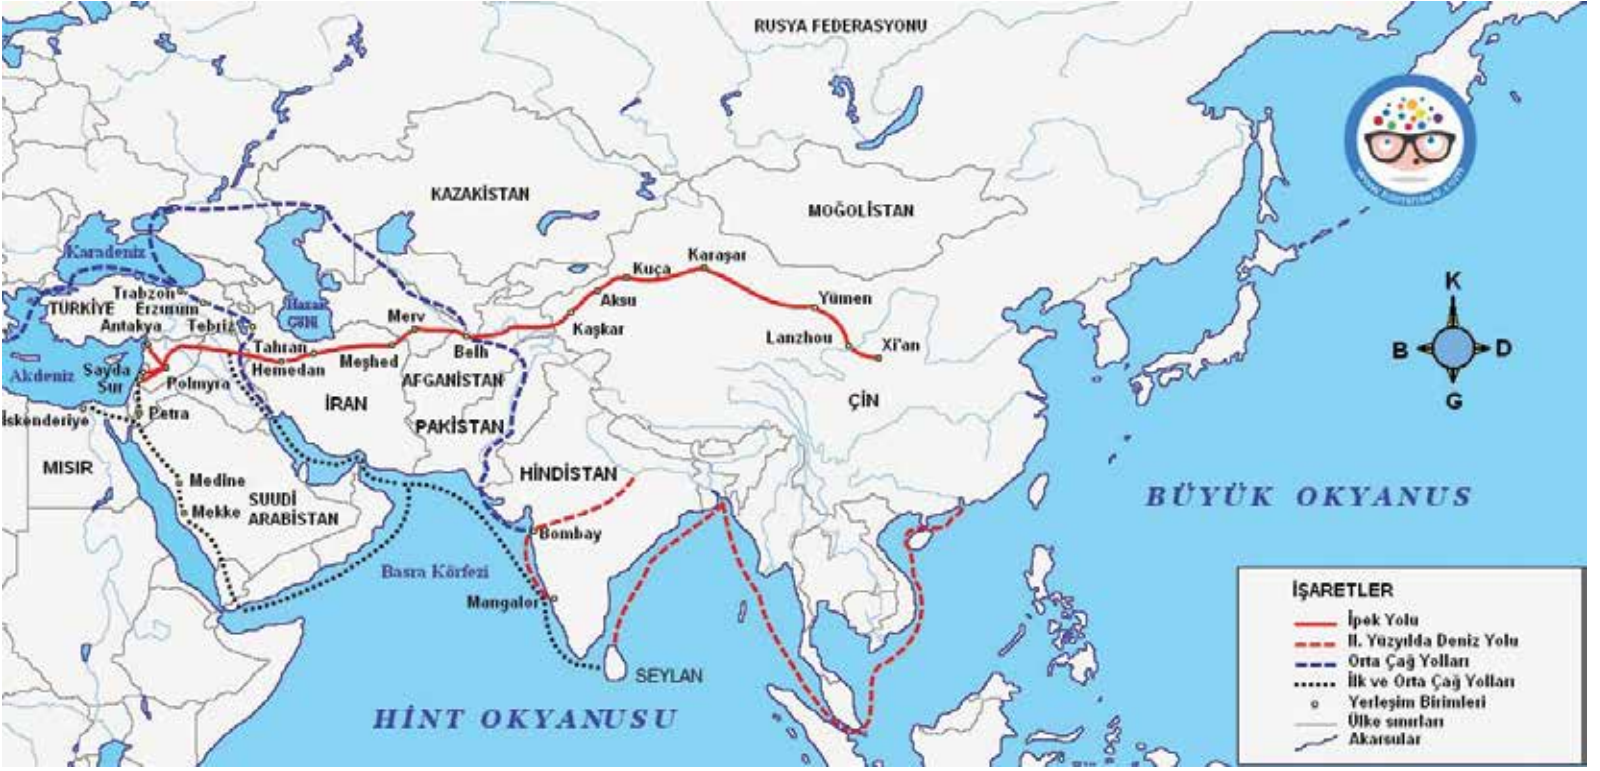 RUSYA FEDERASYONU
KAZAKİSTAN
MOĞOLİSTAN
Karadeniz
Karaşar
Kuça
Aksu
Yümen
Trabzon
TÜRKİYE
Erzurum
Hazar
Gölü
Merv
Kaşkar
Antakya
Tebriz
Lanzhou
Xi'an
Tahran
Belh
Akdeniz
Sayda
Sur
Hemedan
Meşhed
Polmyra
AFGANİSTAN
İRAN
ÇİN
İskenderiye
Petra
PAKİSTAN
MISIR
Medine
HİNDİSTAN
Mekke
SUUDİ
ARABİSTAN
Bombay
Basra Körfezi
Mangalor
SEYLAN
HİNT OKYANUSU
BÜYÜK OKYANUS
K
B
D
G
İŞARETLER
İpek Yolu
II. Yüzyılda Deniz Yolu
Orta Çağ Yolları
İlk ve Orta Çağ Yolları
Yerleşim Birimleri
Ülke sınırları
Akarsular